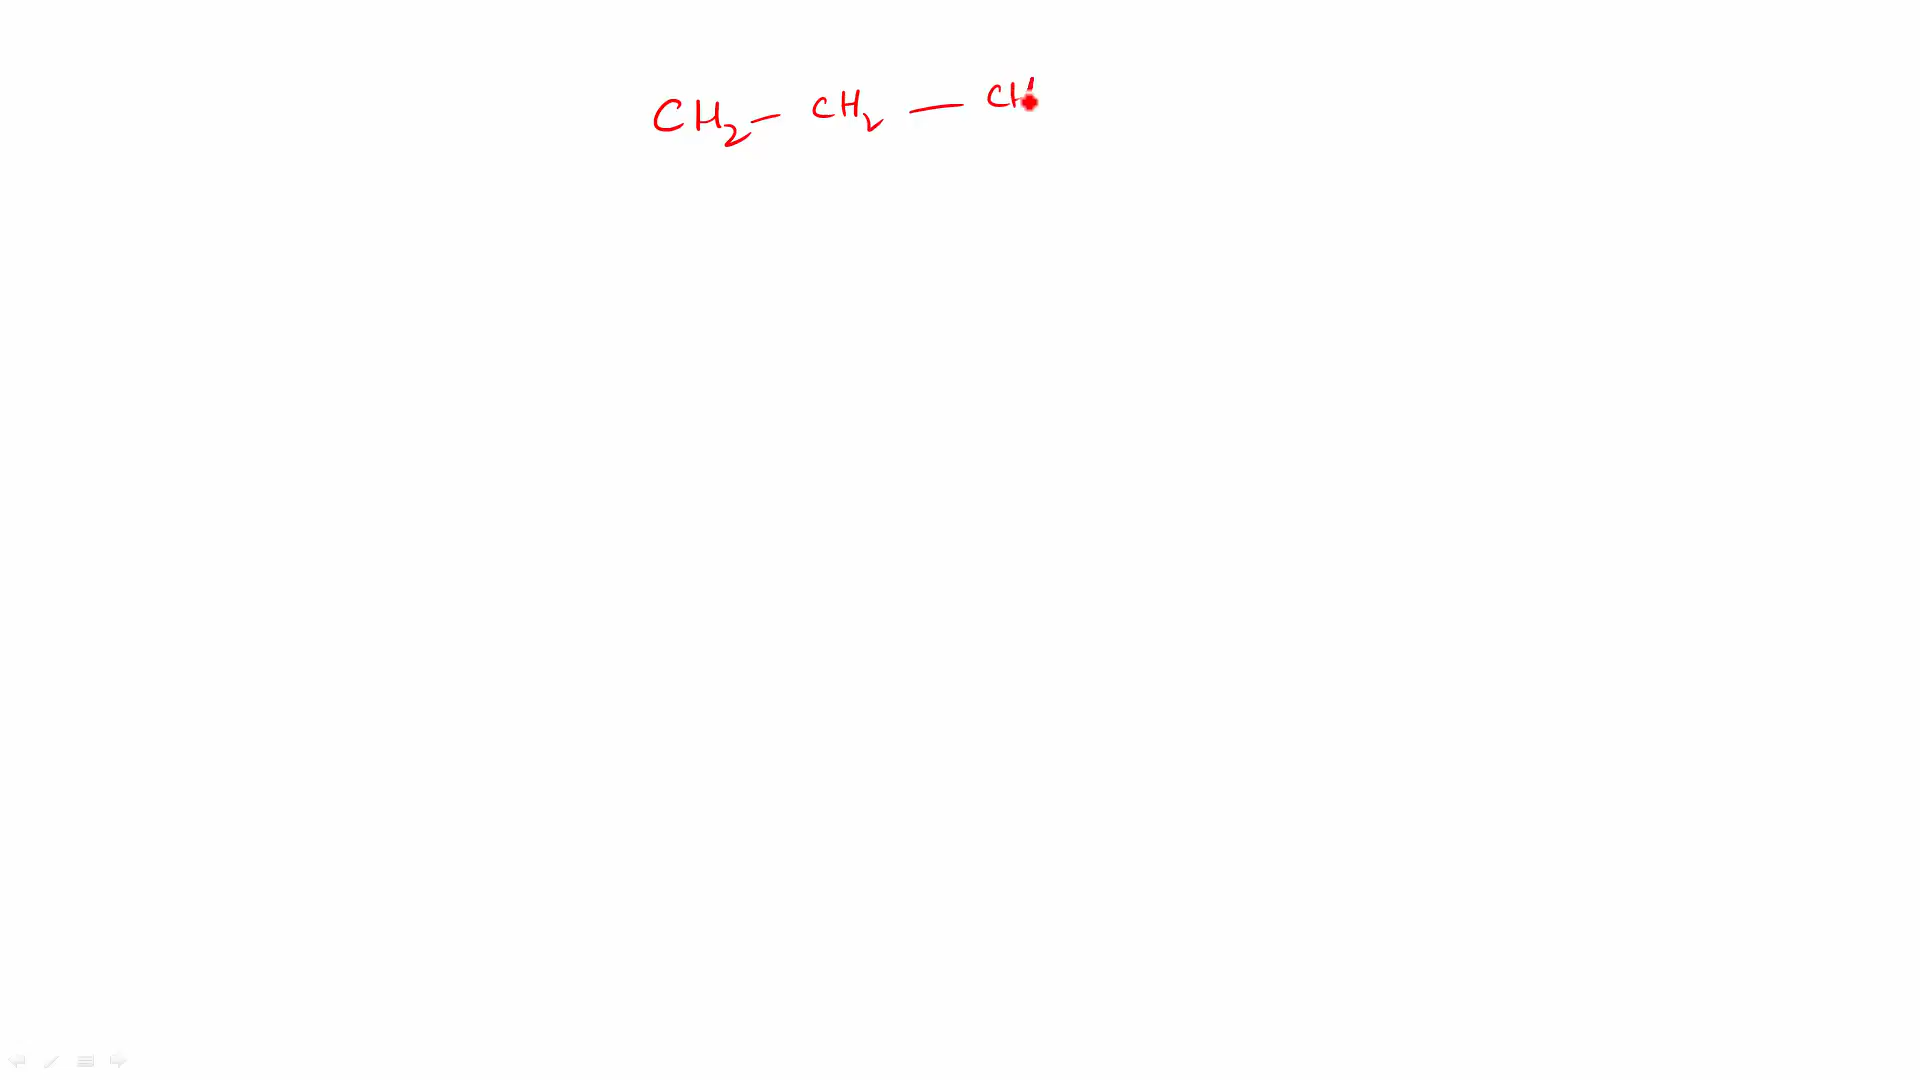 CH₂ – CH₂ — CH